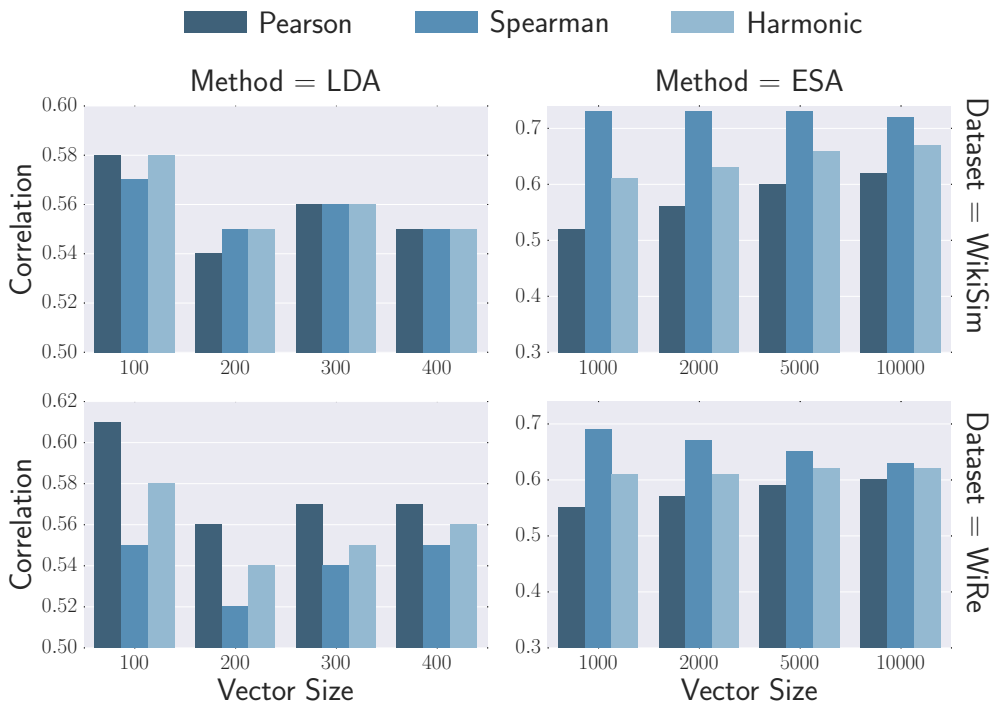 Pearson Spearman Harmonic
Method = LDA
Method = ESA
0.60
0.58
0.56
0.54
0.52
0.50
Correlation
100 200 300 400
0.7
0.6
0.5
0.4
0.3
1000 2000 5000 10000
Dataset = WikiSim
0.62
0.60
0.58
0.56
0.54
0.52
0.50
Correlation
100 200 300 400
Vector Size
0.7
0.6
0.5
0.4
0.3
1000 2000 5000 10000
Vector Size
Dataset = WiRe